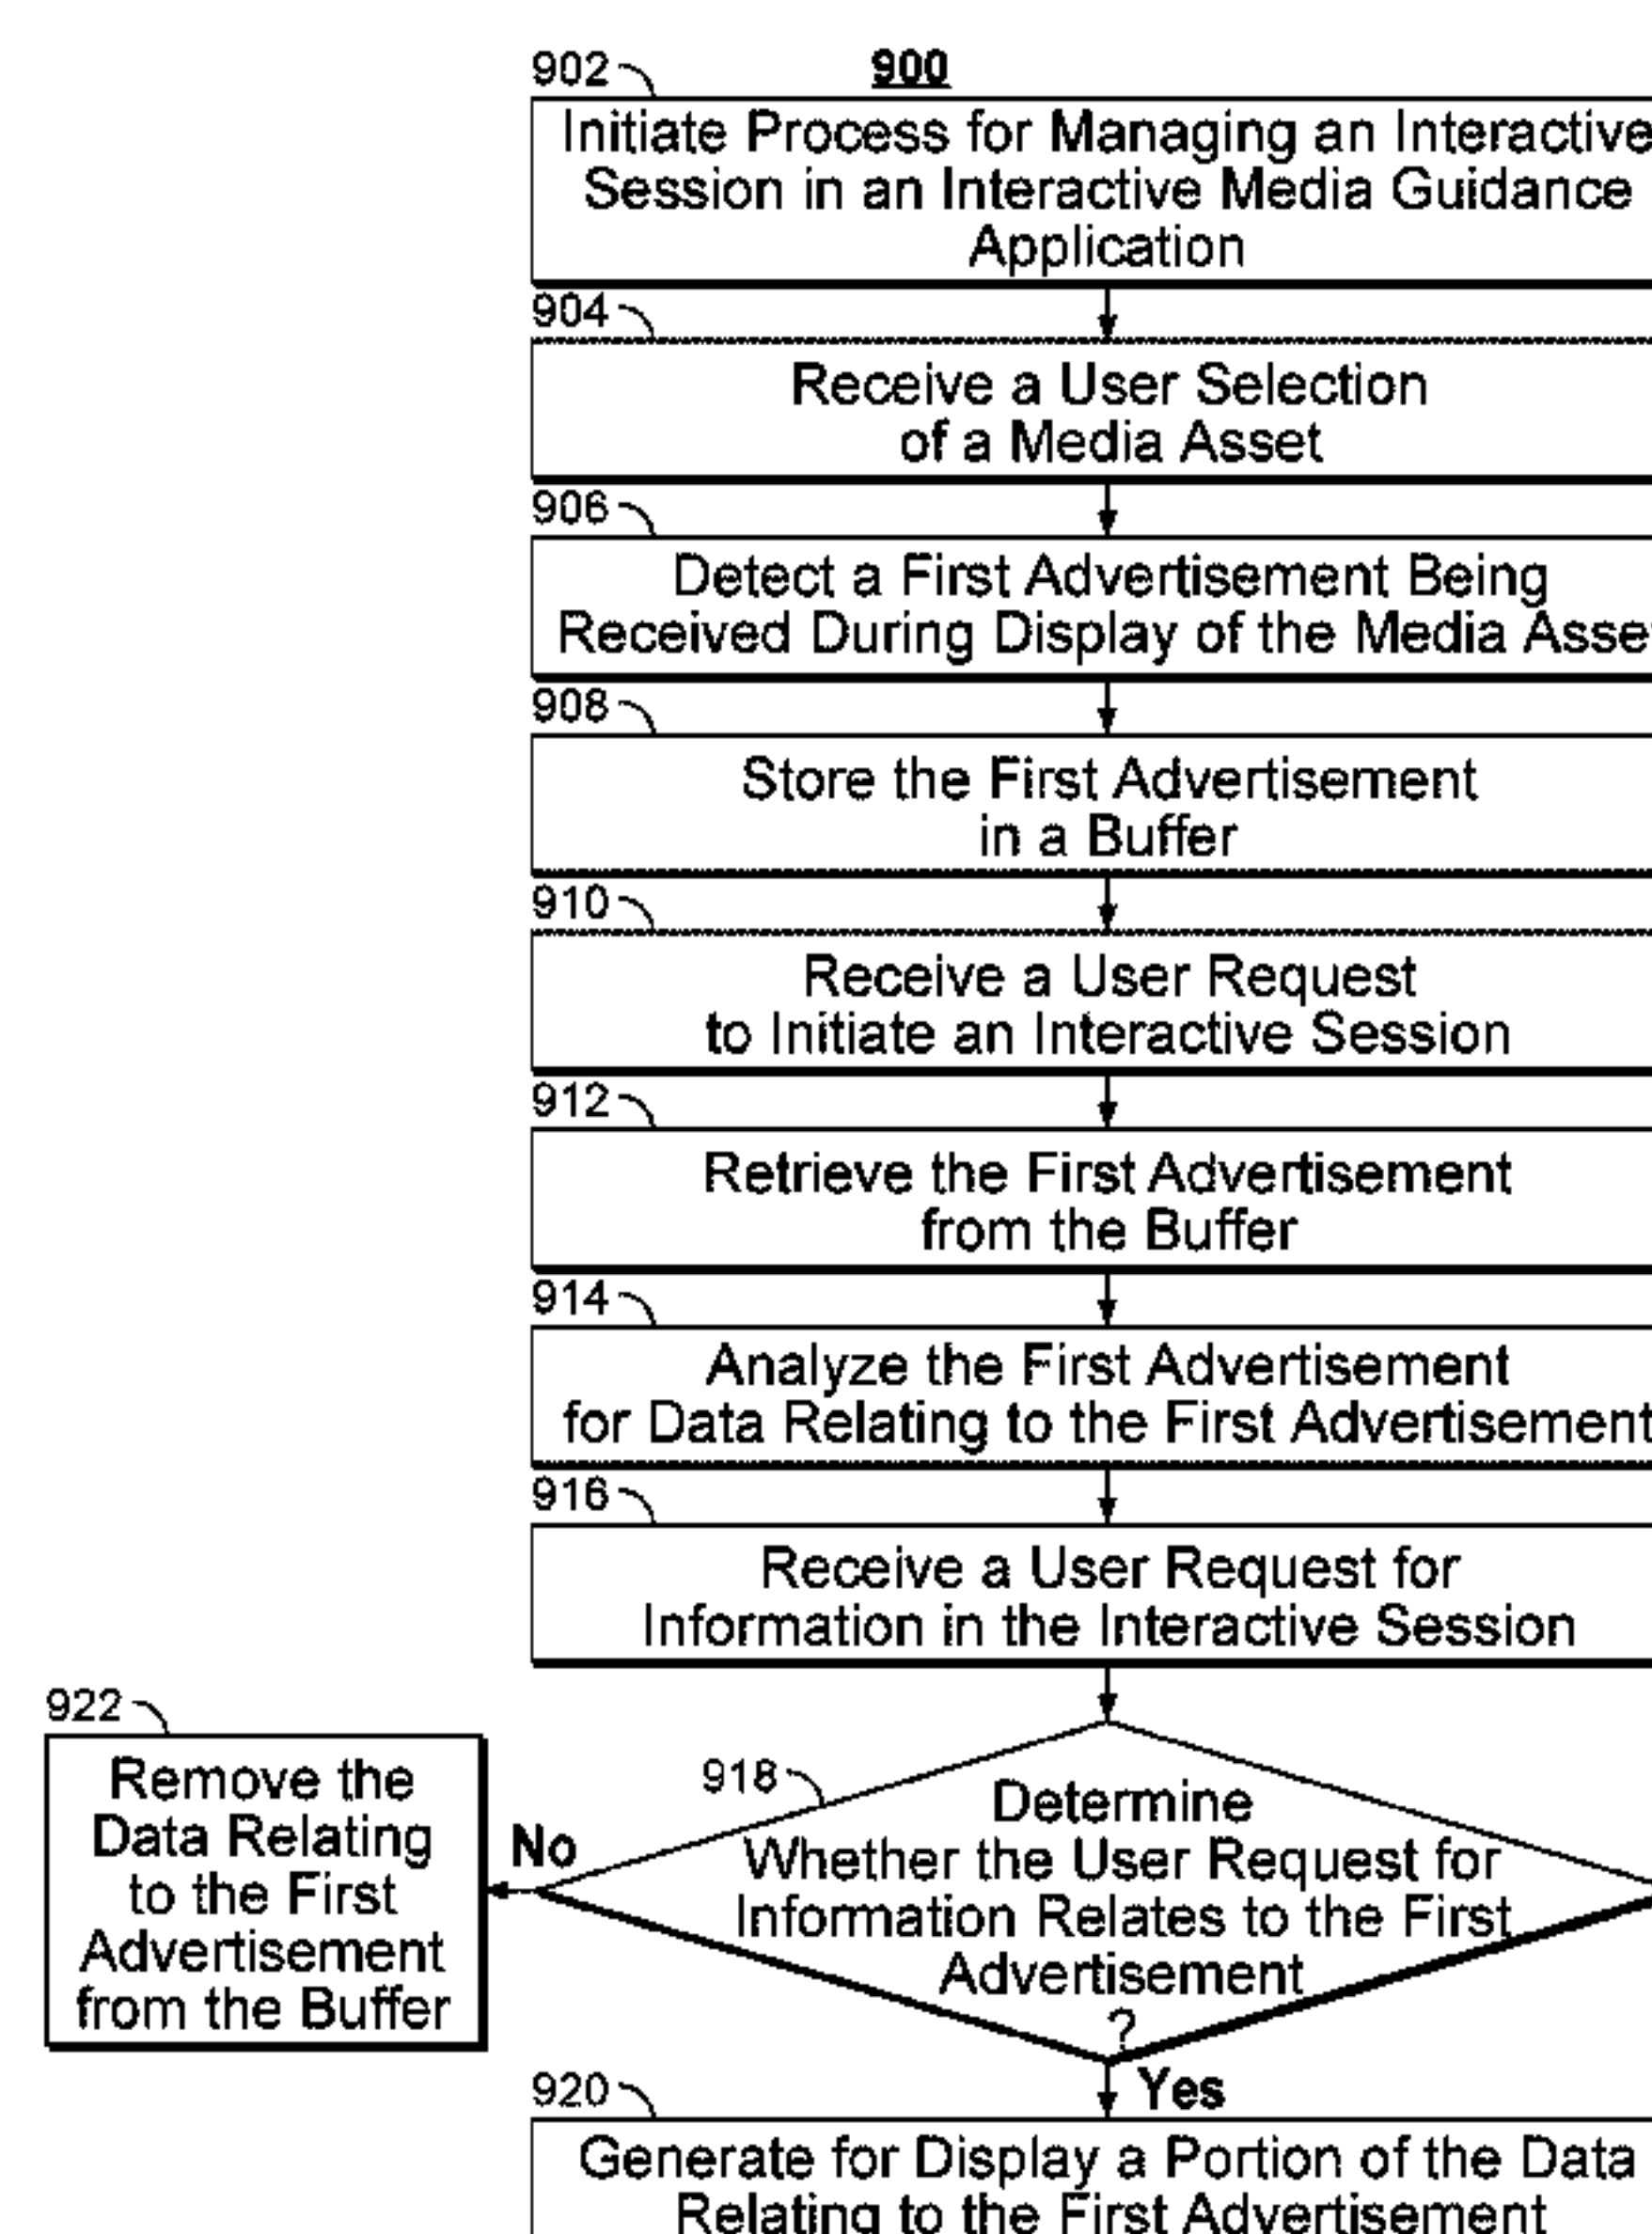 902
900
Initiate Process for Managing an Interactive
Session in an Interactive Media Guidance
Application
904
Receive a User Selection
of a Media Asset
906
Detect a First Advertisement Being
Received During Display of the Media Asset
908
Store the First Advertisement
in a Buffer
910
Receive a User Request
to Initiate an Interactive Session
912
Retrieve the First Advertisement
from the Buffer
914
Analyze the First Advertisement
for Data Relating to the First Advertisement
916
Receive a User Request for
Information in the Interactive Session
922
Remove the
Data Relating
to the First
Advertisement
from the Buffer
No
918
Determine
Whether the User Request for
Information Relates to the First
Advertisement
?
Yes
920
Generate for Display a Portion of the Data
Relating to the First Advertisement